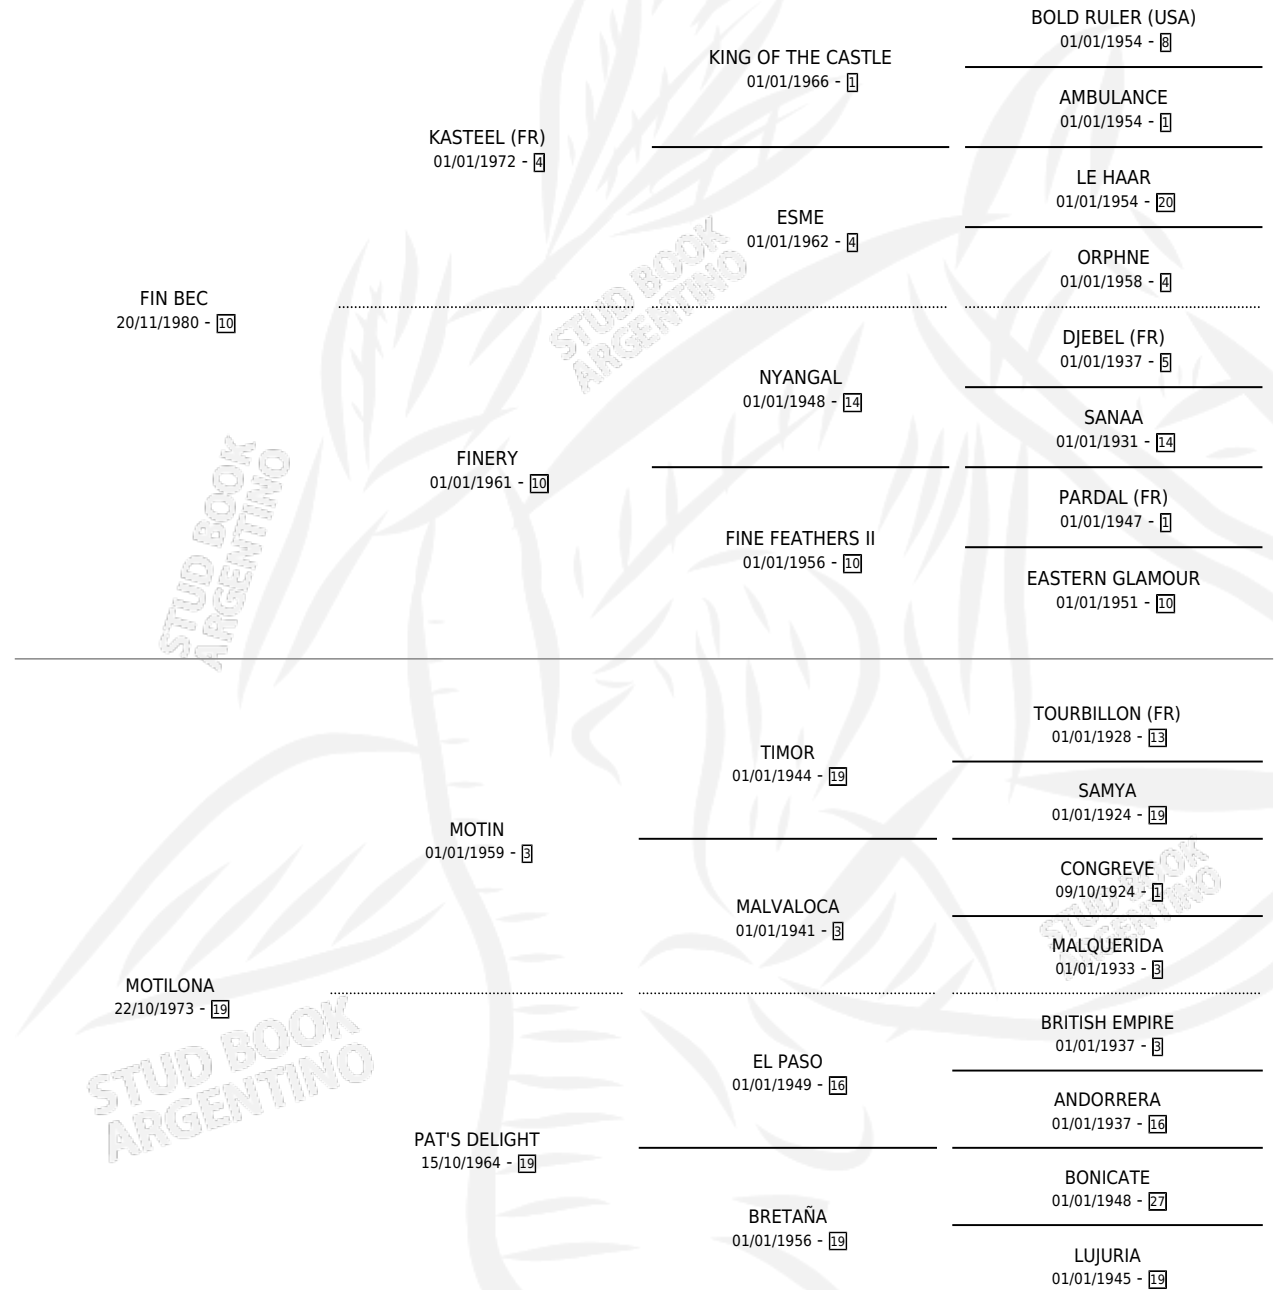 BOLD RULER (USA)
01/01/1954 - 8
KING OF THE CASTLE
01/01/1966 - 1
AMBULANCE
01/01/1954 - 1
KASTEEL (FR)
01/01/1972 - 4
LE HAAR
01/01/1954 - 20
ESME
01/01/1962 - 4
ORPHNE
01/01/1958 - 4
FIN BEC
20/11/1980 - 10
DJEBEL (FR)
01/01/1937 - 5
NYANGAL
01/01/1948 - 14
SANAA
01/01/1931 - 14
FINERY
01/01/1961 - 10
PARDAL (FR)
01/01/1947 - 1
FINE FEATHERS II
01/01/1956 - 10
EASTERN GLAMOUR
01/01/1951 - 10
STUD BOOK
ARGENTINO
STUD BOOK
ARGENTINO
TOURBILLON (FR)
01/01/1928 - 13
TIMOR
01/01/1944 - 19
SAMYA
01/01/1924 - 19
MOTIN
01/01/1959 - 3
CONGREVE
09/10/1924 - 1
MALVALOCA
01/01/1941 - 3
MALQUERIDA
01/01/1933 - 3
STUD BOOK
ARGENTINO
MOTILONA
22/10/1973 - 19
BRITISH EMPIRE
01/01/1937 - 3
EL PASO
01/01/1949 - 16
ANDORRERA
01/01/1937 - 16
STUD BOOK
ARGENTINO
PAT'S DELIGHT
15/10/1964 - 19
BONICATE
01/01/1948 - 27
BRETAÑA
01/01/1956 - 19
LUJURIA
01/01/1945 - 19